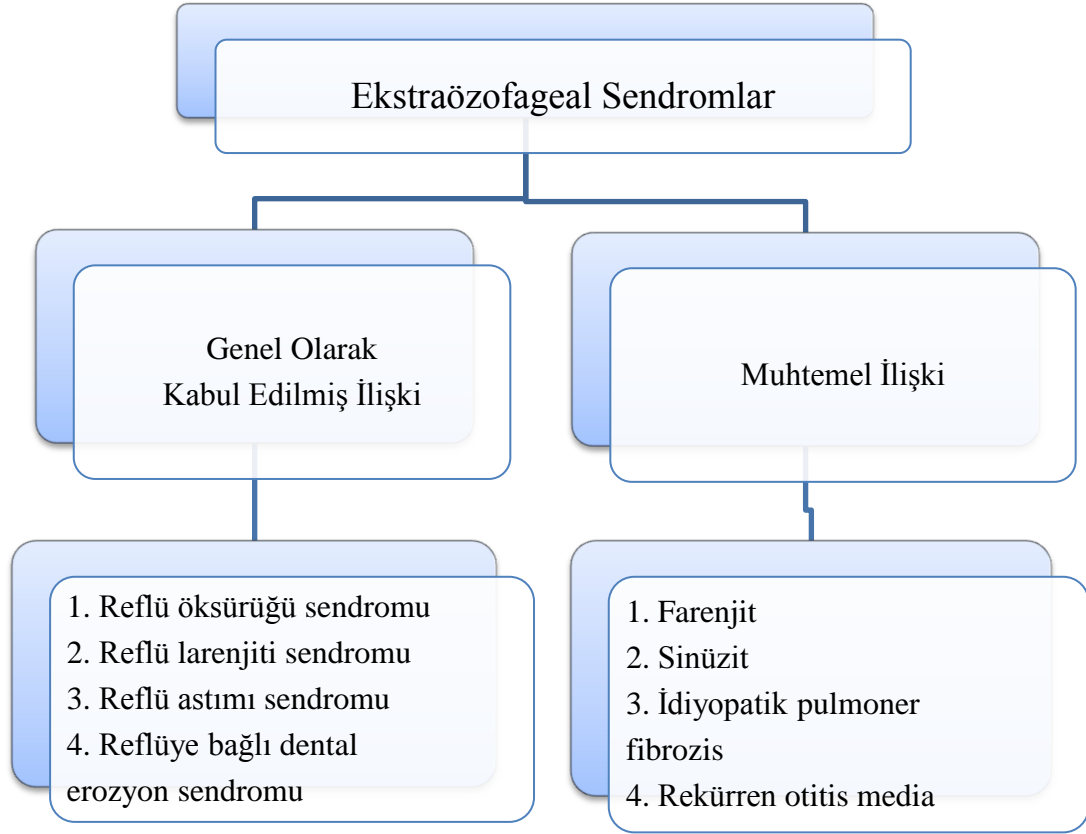 Ekstraözofageal Sendromlar
Genel Olarak
Kabul Edilmiş İlişki
Muhtemel İlişki
1. Reflü öksürüğü sendromu
2. Reflü larenjiti sendromu
3. Reflü astımı sendromu
4. Reflüye bağlı dental
erozyon sendromu
1. Farenjit
2. Sinüzit
3. İdiyopatik pulmoner
fibrozis
4. Rekürren otitis media